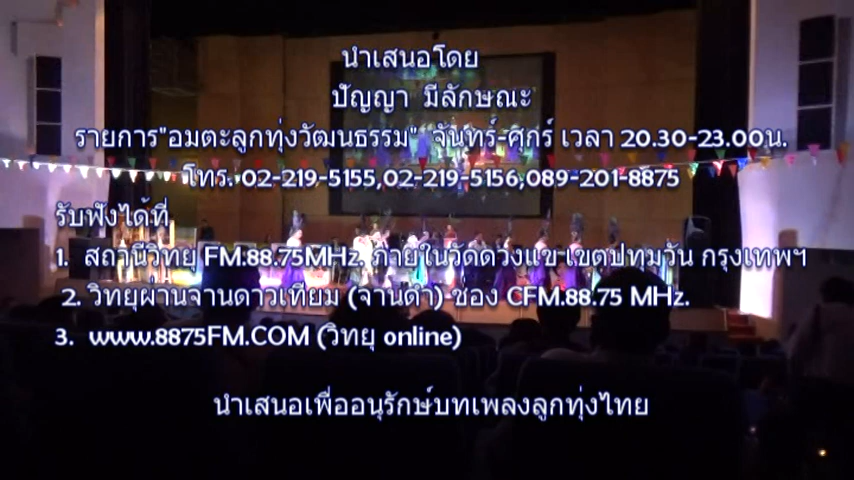 นำเสนอโดย
ปัญญา มีลักษณะ
รายการ"อมตะลูกทุ่งวัฒนธรรม" จันทร์-ศุกร์ เวลา 20.30-23.00น.
โทร. 02-219-5155,02-219-5156,089-201-8875
รับฟังได้ที่
1. สถานีวิทยุ FM.88.75MHz. ภายในวัดดวงแข เขตปทุมวัน กรุงเทพฯ
2. วิทยุผ่านจานดาวเทียม (จานดำ) ช่อง CFM.88.75 MHz.
3. www.8875FM.COM (วิทยุ online)
นำเสนอเพื่ออนุรักษ์บทเพลงลูกทุ่งไทย